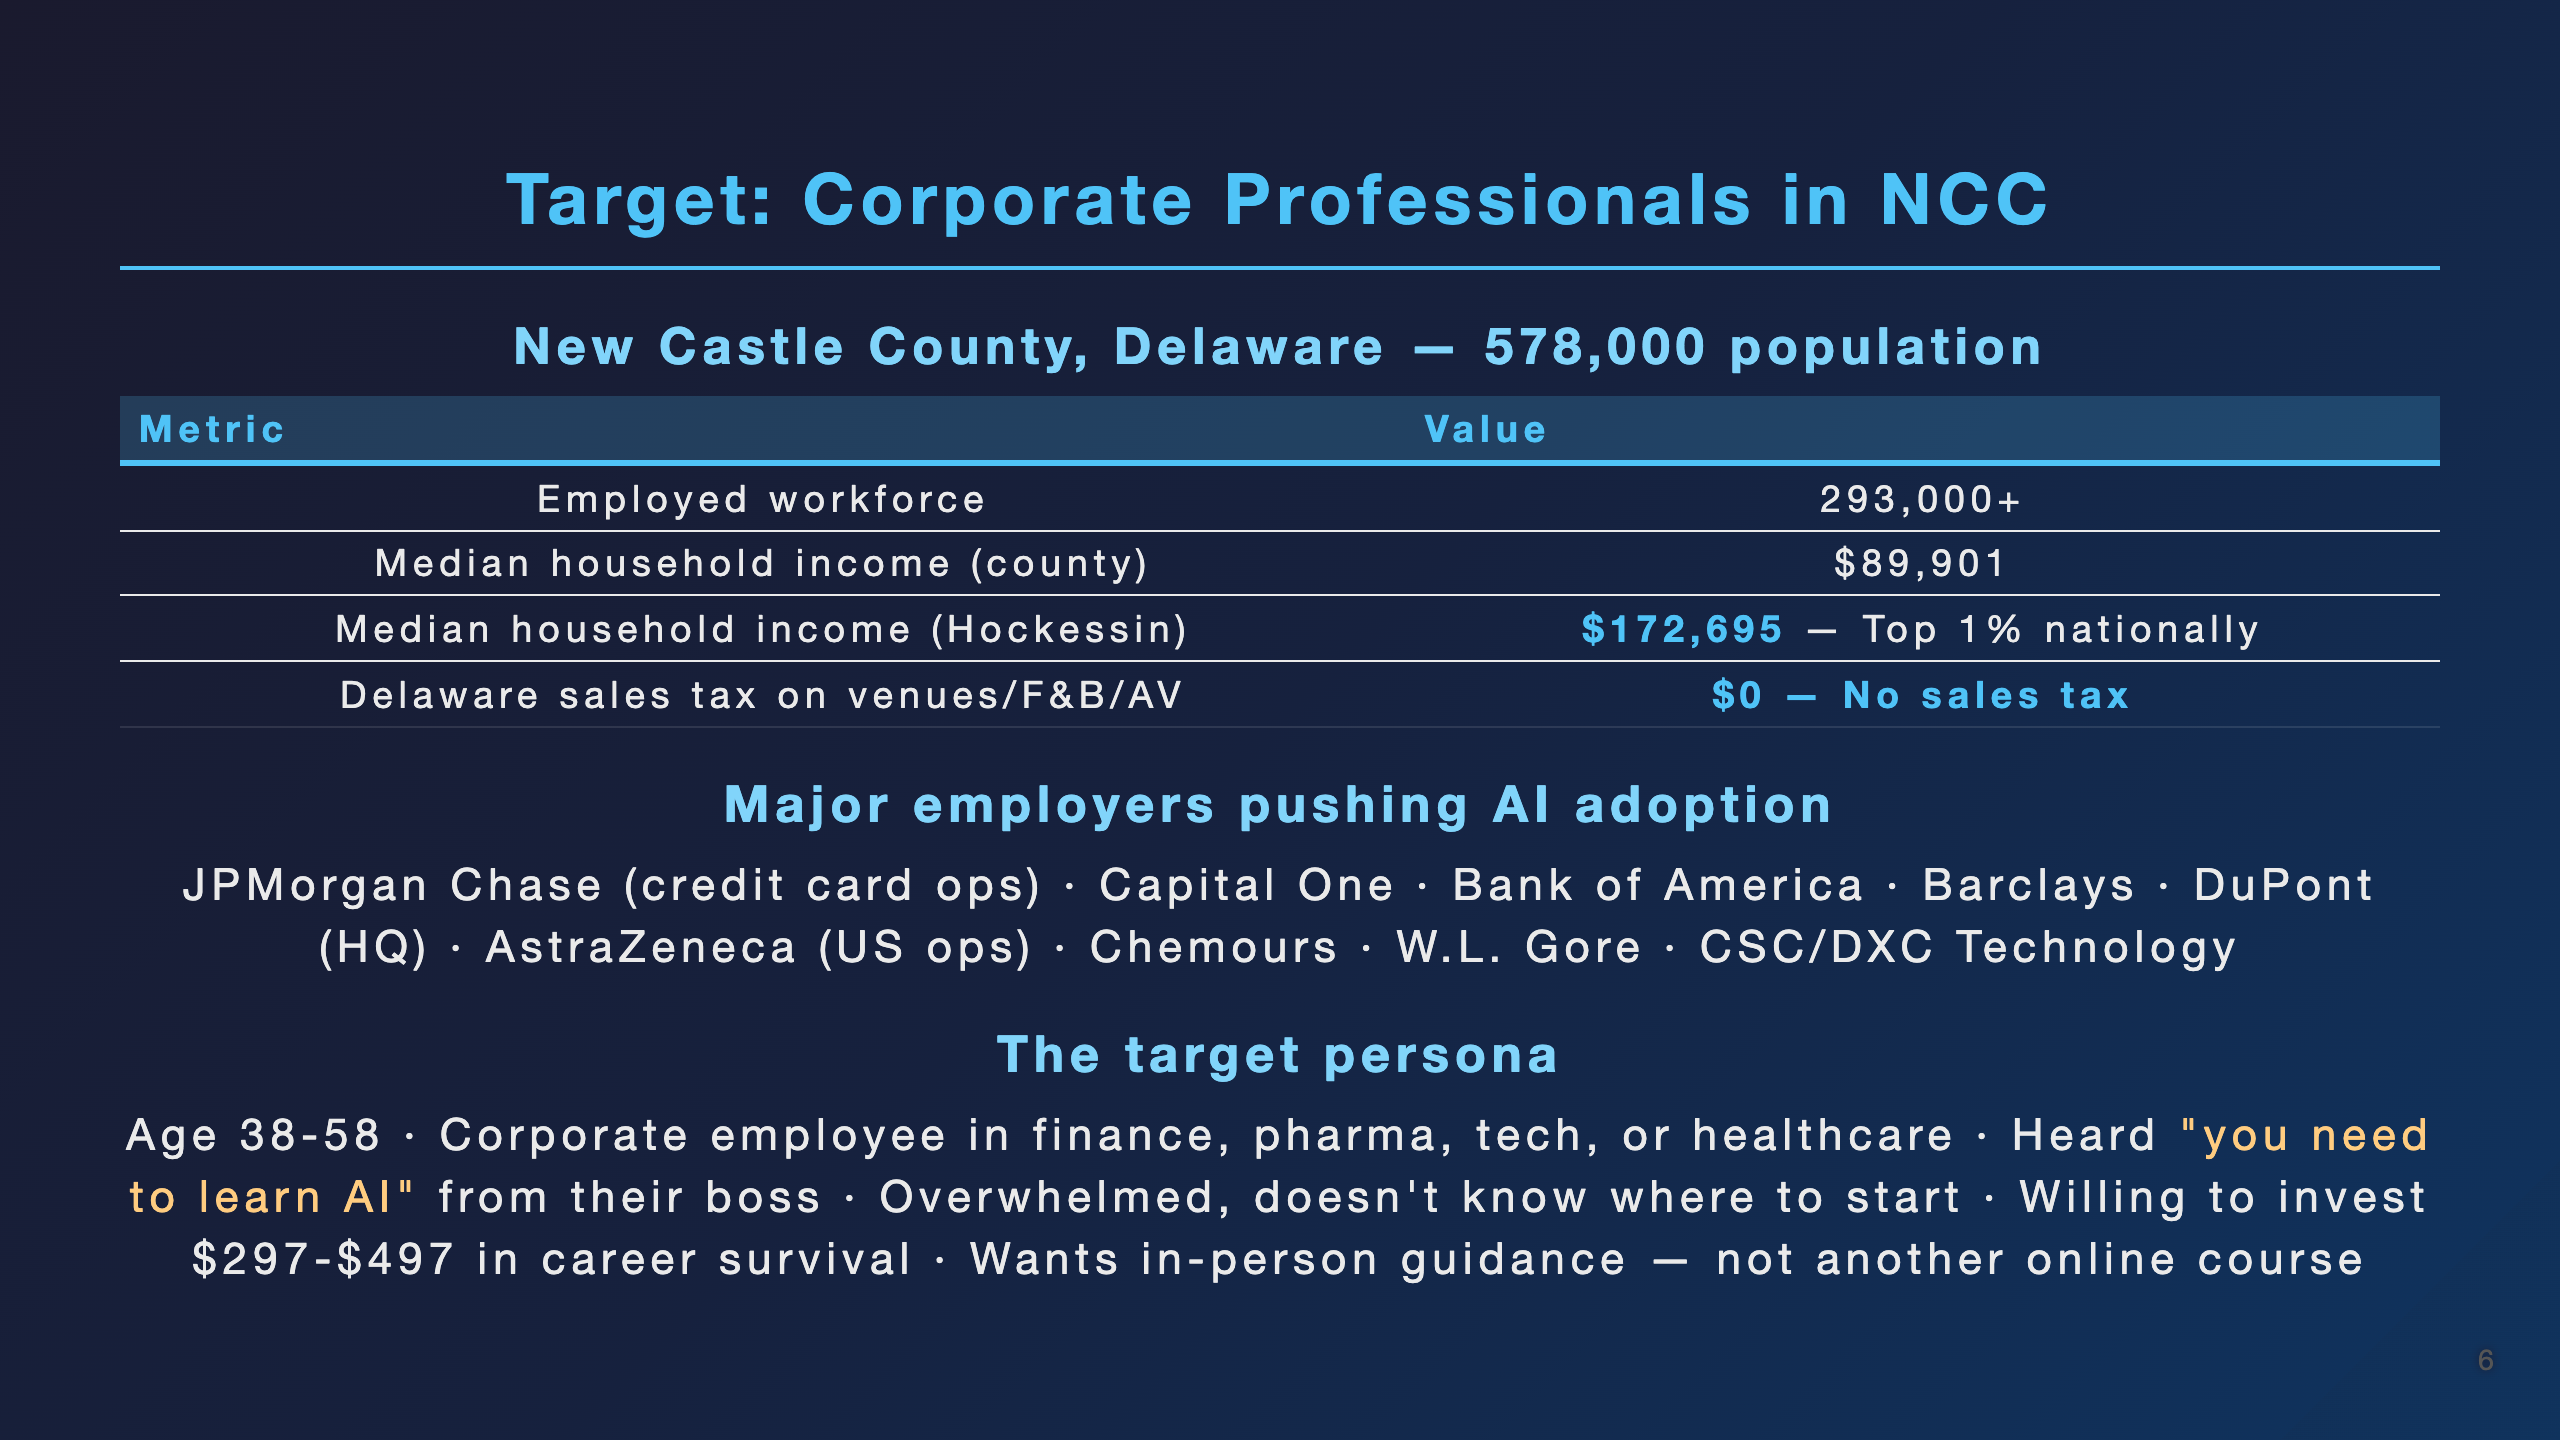 Target: Corporate Professionals in NCC
New Castle County, Delaware — 578,000 population
Metric Value
Employed workforce 293,000+
Median household income (county) $89,901
Median household income (Hockessin) $172,695 — Top 1% nationally
Delaware sales tax on venues/F&B/AV $0 — No sales tax
Major employers pushing AI adoption
JPMorgan Chase (credit card ops) · Capital One · Bank of America · Barclays · DuPont
(HQ) · AstraZeneca (US ops) · Chemours · W.L. Gore · CSC/DXC Technology
The target persona
Age 38-58 · Corporate employee in finance, pharma, tech, or healthcare · Heard "you need
to learn AI" from their boss · Overwhelmed, doesn't know where to start · Willing to invest
$297-$497 in career survival · Wants in-person guidance — not another online course
6